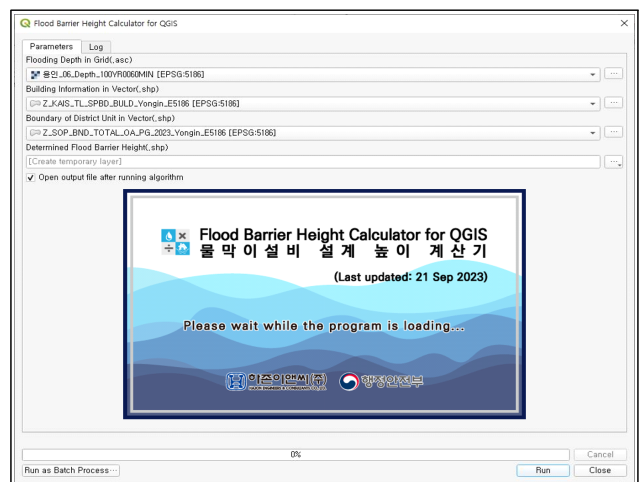 Flood Barrier Height Calculator for QGIS
Parameters
Log
Flooding Depth in Grid(.asc)
용인_06_Depth_100YR0060MIN [EPSG:5186]
Building Information in Vector(.shp)
Z_KAIS_TL_SPBD_BULD_Yongin_E5186 [EPSG:5186]
Boundary of District Unit in Vector(.shp)
Z_SOP_BND_TOTAL_OA_PG_2023_Yongin_E5186 [EPSG:5186]
Determined Flood Barrier Height(.shp)
[Create temporary layer]
Open output file after running algorithm
Flood Barrier Height Calculator for QGIS
물막이설비 설계 높이 계산기
(Last updated: 21 Sep 2023)
Please wait while the program is loading...
행정안전부
0%
Cancel
Run as Batch Process…
Run
Close